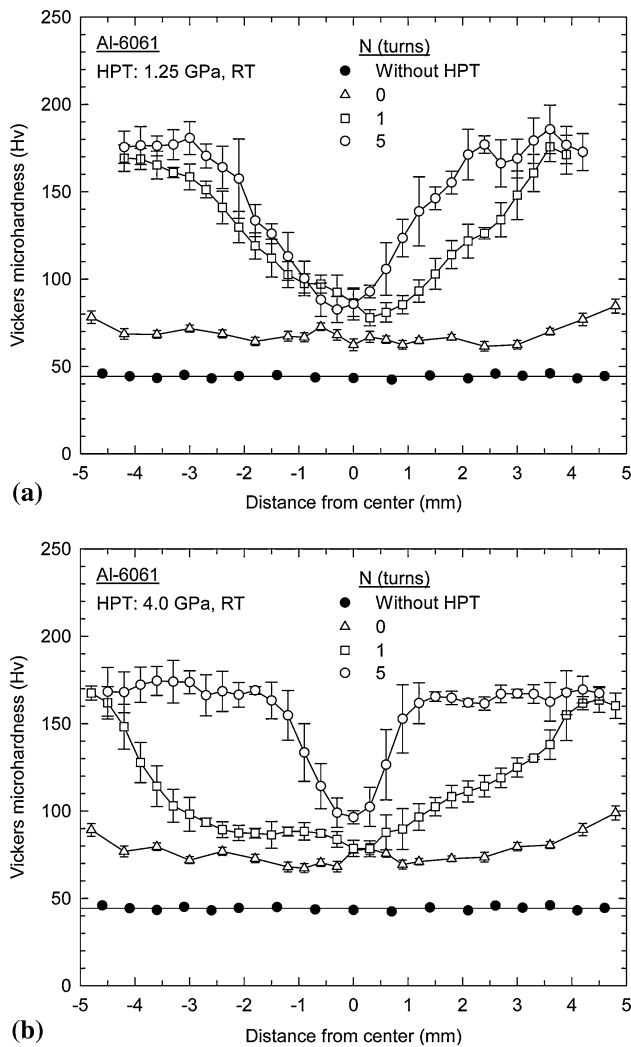 250
Al-6061
N (turns)
HPT: 1.25 GPa, RT
Without HPT
0
1
5
200
150
100
50
0
Vickers microhardness (Hv)
-5 -4 -3 -2 -1 0 1 2 3 4 5
Distance from center (mm)
(a)
250
Al-6061
N (turns)
HPT: 4.0 GPa, RT
Without HPT
0
1
5
200
150
100
50
0
Vickers microhardness (Hv)
-5 -4 -3 -2 -1 0 1 2 3 4 5
Distance from center (mm)
(b)